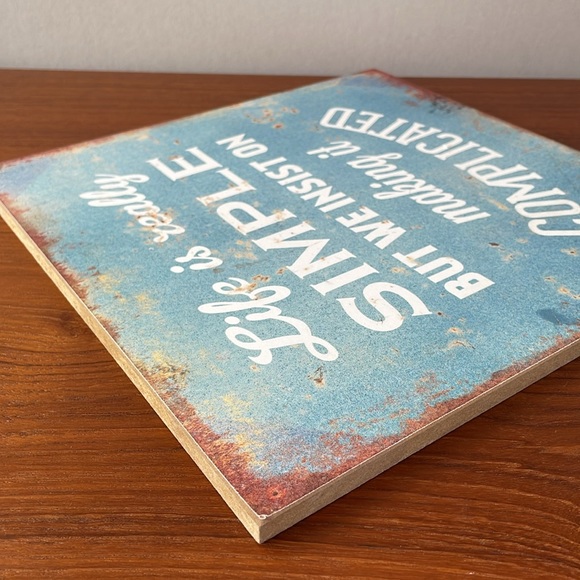 Life is really
SIMPLE
BUT WE INSIST ON
making it
COMPLICATED